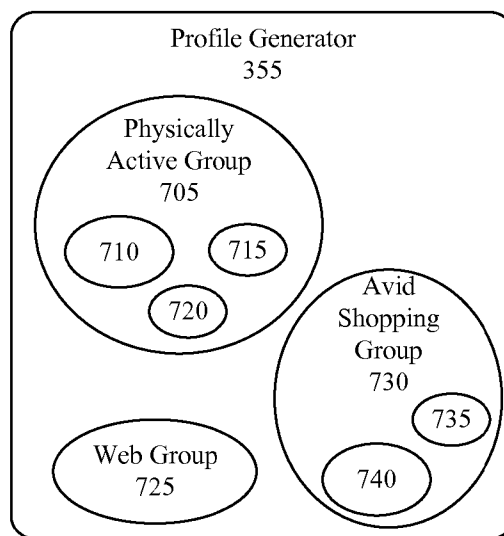 Profile Generator
355
Physically
Active Group
705
710
715
720
Avid
Shopping
Group
730
735
740
Web Group
725